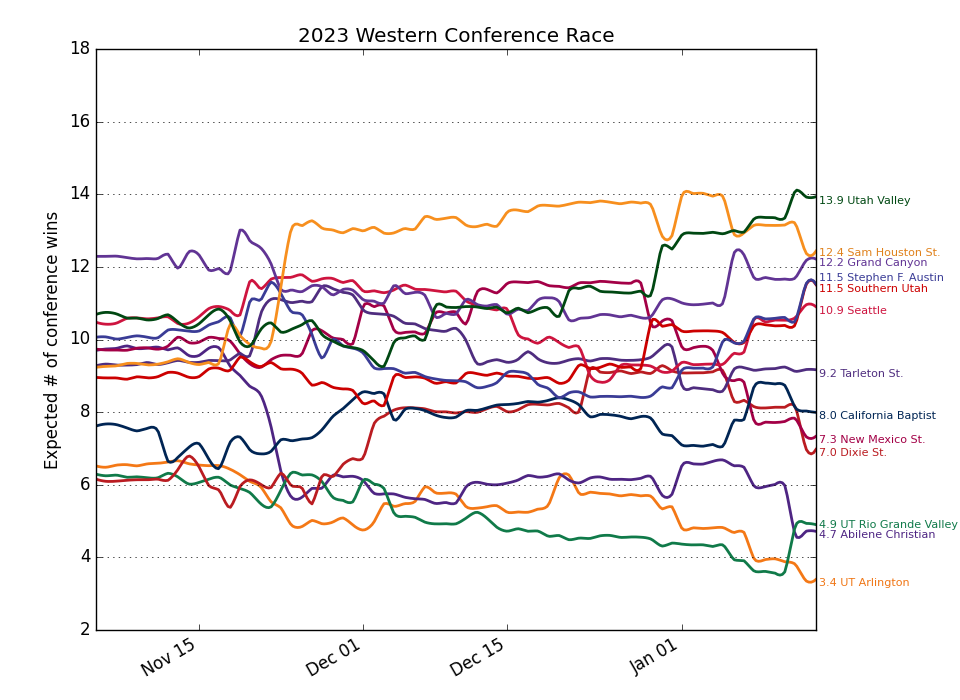 2023 Western Conference Race
Expected # of conference wins
18
16
14
12
10
8
6
4
2
Nov 15
Dec 01
Dec 15
Jan 01
13.9 Utah Valley
12.4 Sam Houston St.
12.2 Grand Canyon
11.5 Stephen F. Austin
11.5 Southern Utah
10.9 Seattle
9.2 Tarleton St.
8.0 California Baptist
7.3 New Mexico St.
7.0 Dixie St.
4.9 UT Rio Grande Valley
4.7 Abilene Christian
3.4 UT Arlington